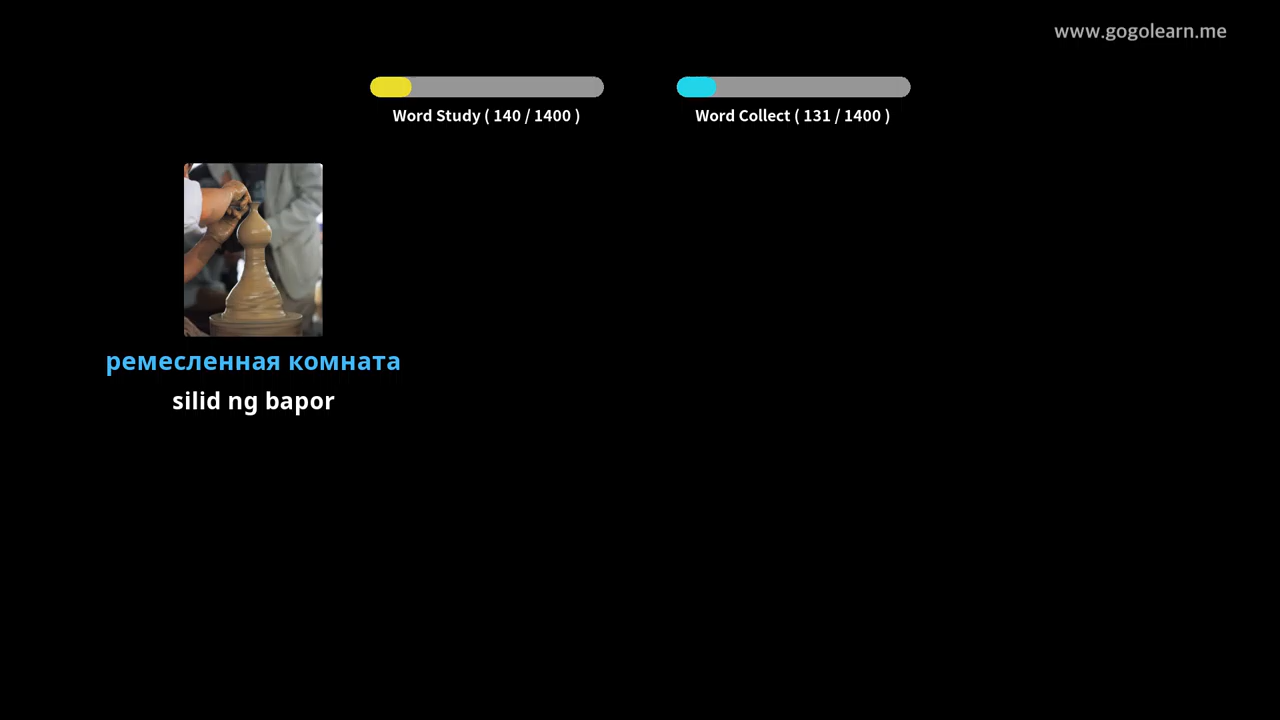 www.gogolearn.me
Word Study ( 140 / 1400 )
Word Collect ( 131 / 1400 )
ремесленная комната
silid ng bapor